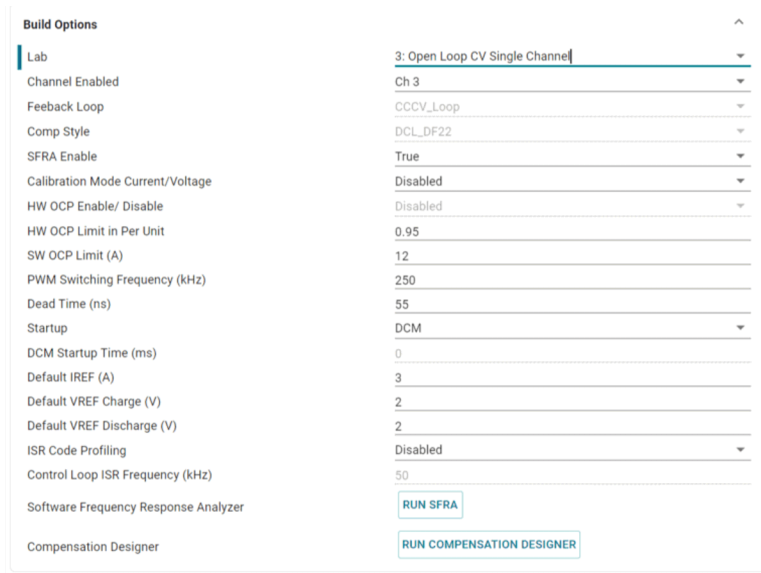 Build Options
Lab 3: Open Loop CV Single Channel
Channel Enabled Ch 3
Feeback Loop CCCV_Loop
Comp Style DCL_DF22
SFRA Enable True
Calibration Mode Current/Voltage Disabled
HW OCP Enable/ Disable Disabled
HW OCP Limit in Per Unit 0.95
SW OCP Limit (A) 12
PWM Switching Frequency (kHz) 250
Dead Time (ns) 55
Startup DCM
DCM Startup Time (ms) 0
Default IREF (A) 3
Default VREF Charge (V) 2
Default VREF Discharge (V) 2
ISR Code Profiling Disabled
Control Loop ISR Frequency (kHz) 50
Software Frequency Response Analyzer RUN SFRA
Compensation Designer RUN COMPENSATION DESIGNER